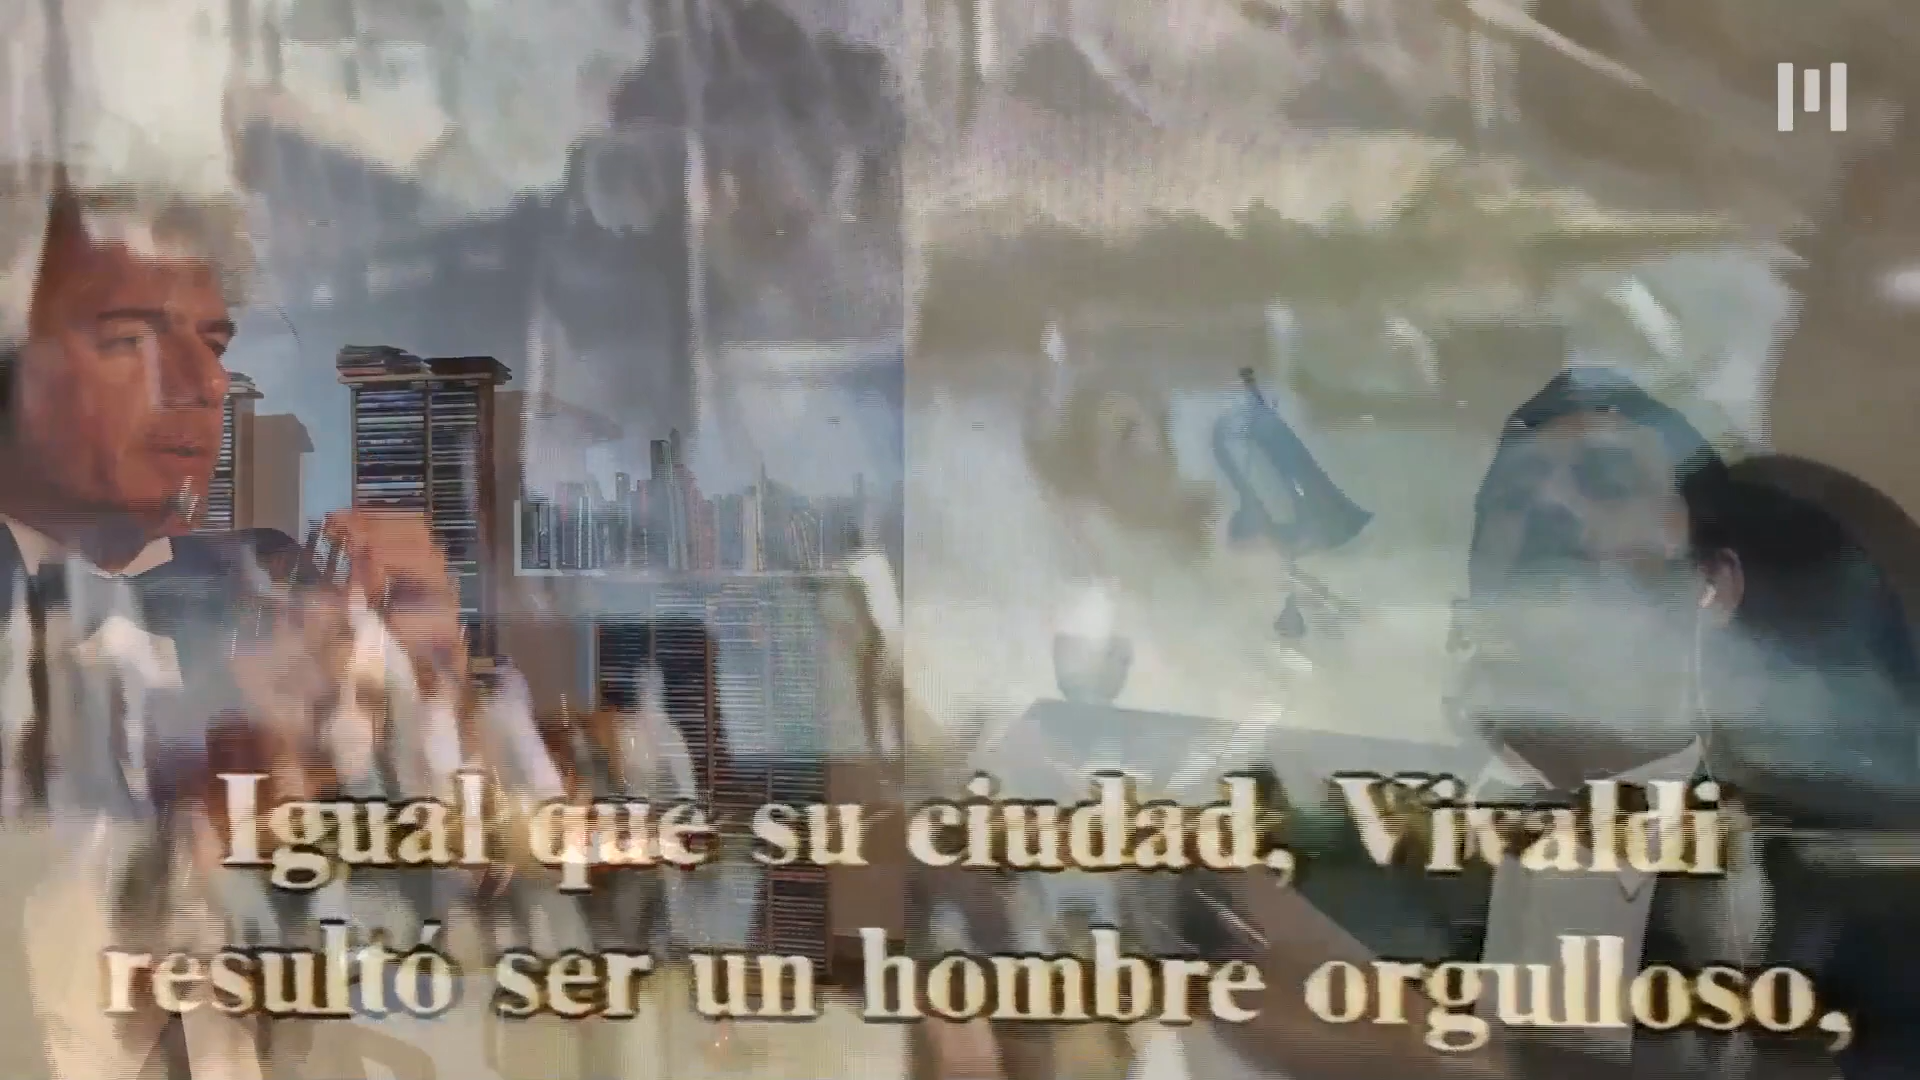 Igual que su ciudad, Vivaldi
resultó ser un hombre orgulloso,